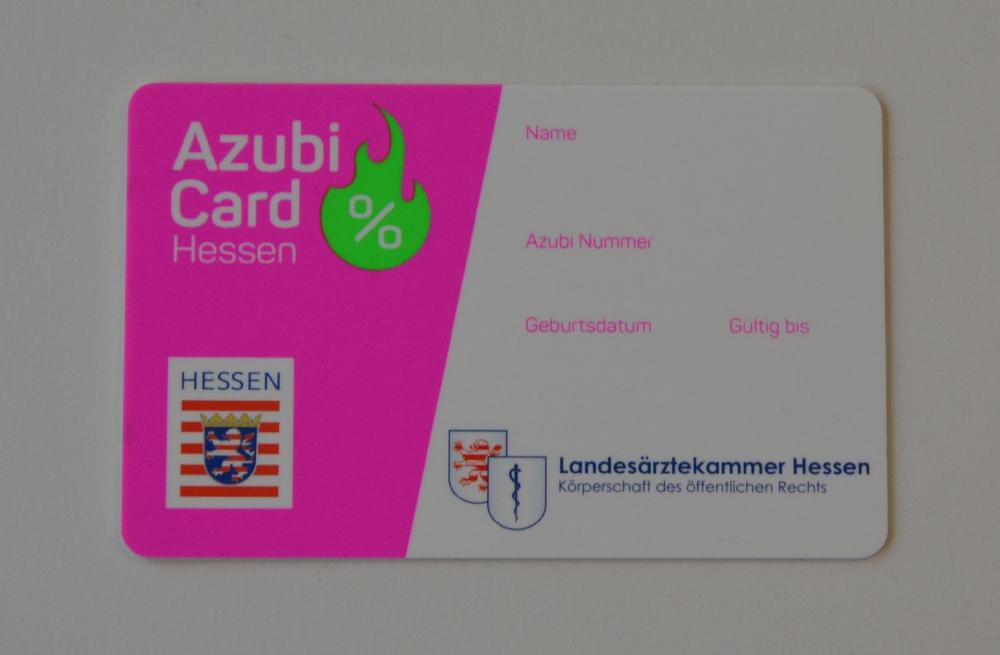 Azubi
Card
Hessen
%
HESSEN
Name
Azubi Nummer
Geburtsdatum Gültig bis
Landesärztekammer Hessen
Körperschaft des öffentlichen Rechts